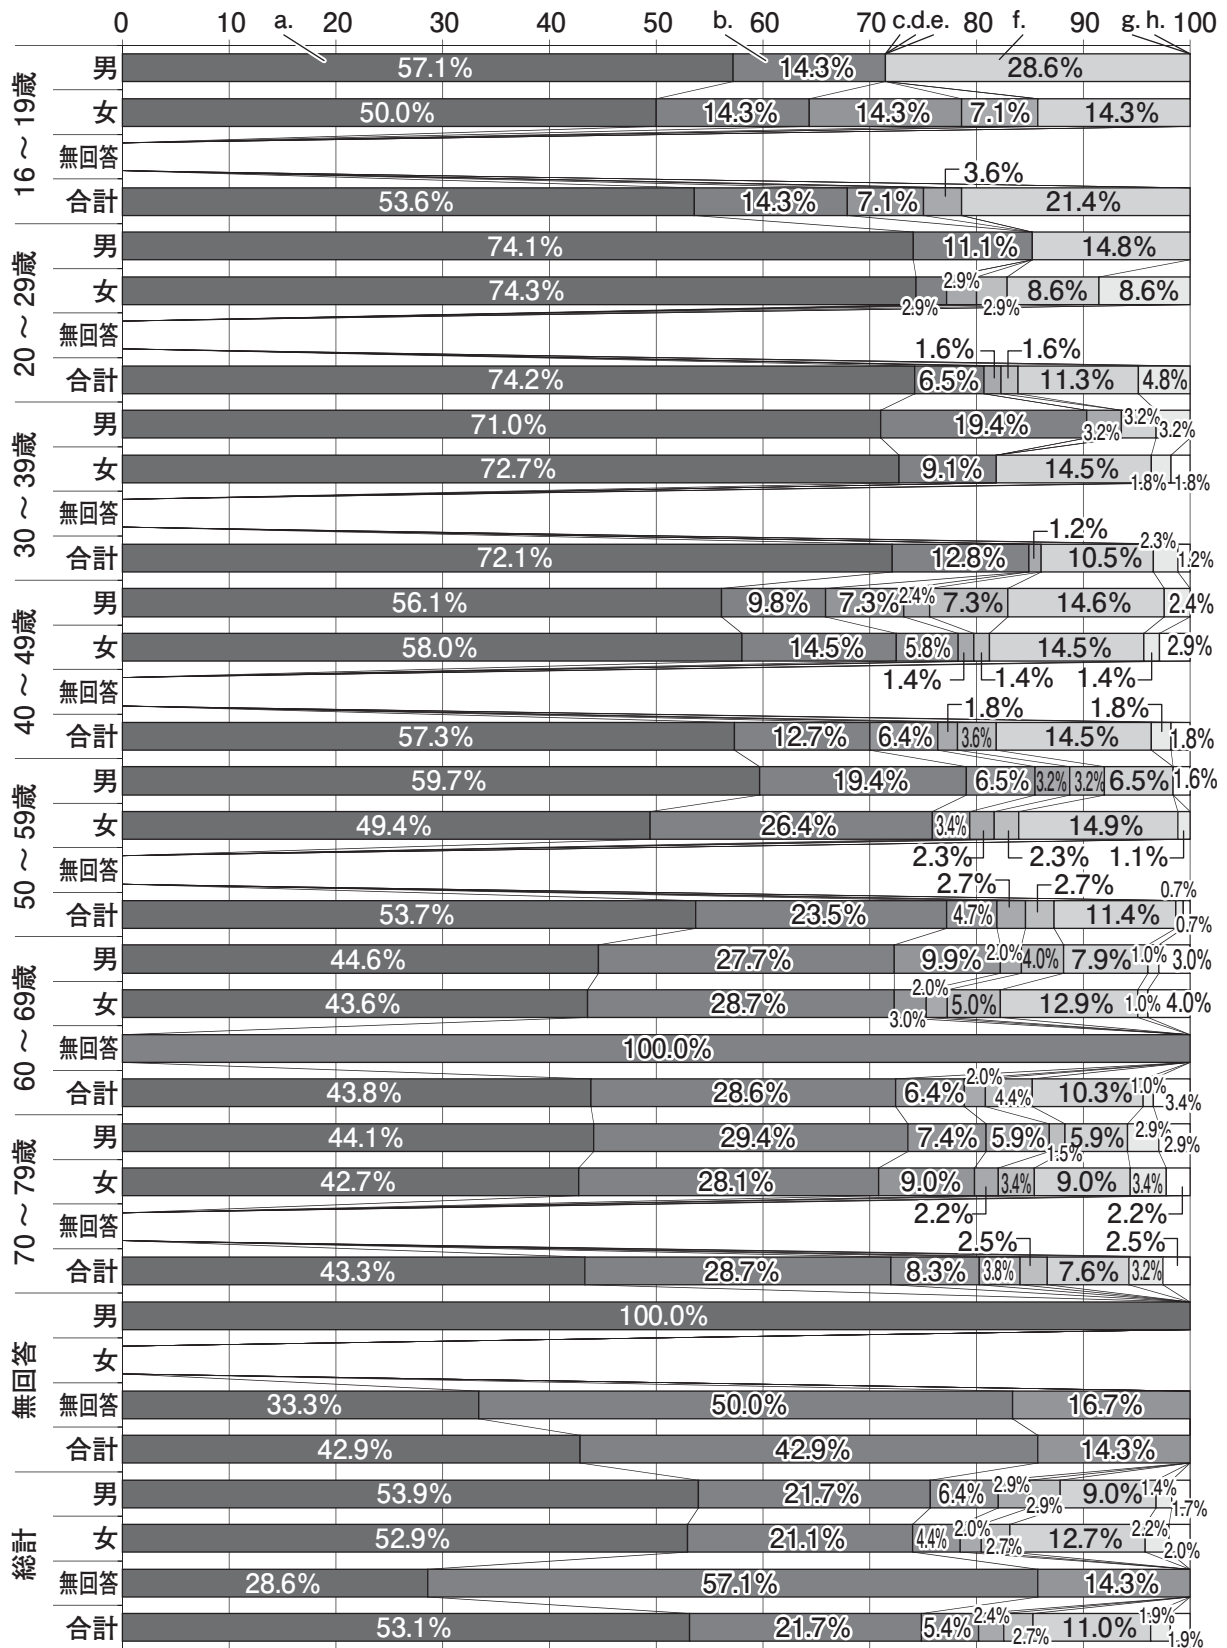 0 a. 10 20 30 40 50 b. 60 70 c.d.e. 80 f. 90 g. h. 100
16～19歳
男 57.1% 14.3% 28.6%
女 50.0% 14.3% 14.3% 7.1% 14.3%
無回答
3.6%
合計 53.6% 14.3% 7.1% 21.4%
20～29歳
男 74.1% 11.1% 14.8%
女 74.3% 2.9% 2.9% 2.9% 8.6% 8.6%
無回答
1.6% 1.6%
合計 74.2% 6.5% 11.3% 4.8%
30～39歳
男 71.0% 19.4% 3.2% 3.2% 3.2%
女 72.7% 9.1% 14.5% 1.8% 1.8%
無回答
1.2% 2.3%
合計 72.1% 12.8% 10.5% 1.2%
40～49歳
男 56.1% 9.8% 7.3% 2.4% 7.3% 14.6% 2.4%
女 58.0% 14.5% 5.8% 14.5% 2.9%
1.4% 1.4% 1.4%
無回答
1.8% 1.8%
合計 57.3% 12.7% 6.4% 3.6% 14.5% 1.8%
50～59歳
男 59.7% 19.4% 6.5% 3.2% 3.2% 6.5% 1.6%
女 49.4% 26.4% 3.4% 14.9%
2.3% 2.3% 1.1%
無回答
2.7% 2.7% 0.7%
合計 53.7% 23.5% 4.7% 11.4% 0.7%
60～69歳
男 44.6% 27.7% 9.9% 2.0% 4.0% 7.9% 1.0% 3.0%
女 43.6% 28.7% 3.0% 2.0% 5.0% 12.9% 1.0% 4.0%
無回答 100.0%
合計 43.8% 28.6% 6.4% 2.0% 4.4% 10.3% 1.0% 3.4%
70～79歳
男 44.1% 29.4% 7.4% 5.9% 1.5% 5.9% 2.9% 2.9%
女 42.7% 28.1% 9.0% 3.4% 9.0% 3.4%
2.2% 2.2%
無回答
2.5% 2.5%
合計 43.3% 28.7% 8.3% 3.8% 7.6% 3.2%
無回答
男 100.0%
女
無回答 33.3% 50.0% 16.7%
合計 42.9% 42.9% 14.3%
総計
男 53.9% 21.7% 6.4% 2.9% 2.9% 9.0% 1.4% 1.7%
女 52.9% 21.1% 4.4% 2.0% 2.7% 12.7% 2.2% 2.0%
無回答 28.6% 57.1% 14.3%
合計 53.1% 21.7% 5.4% 2.4% 2.7% 11.0% 1.9% 1.9%